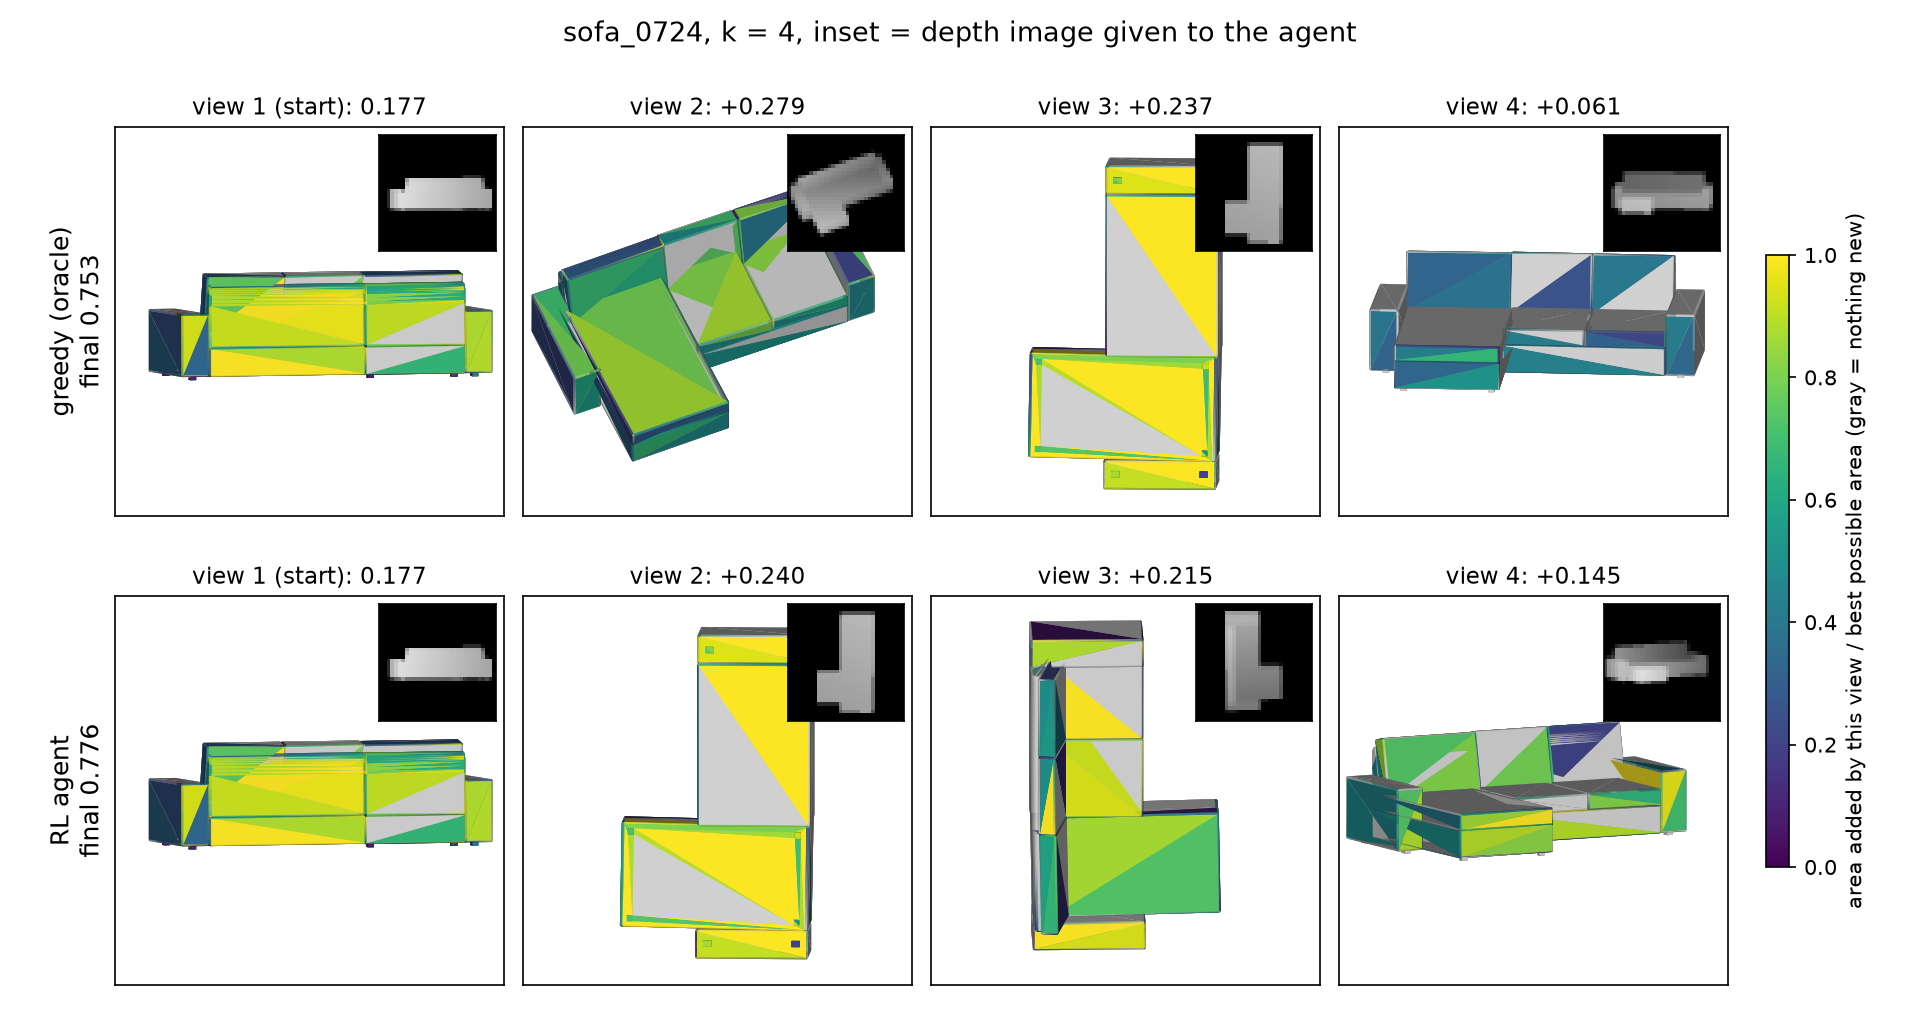 sofa_0724, k = 4, inset = depth image given to the agent
view 1 (start): 0.177
view 2: +0.279
view 3: +0.237
view 4: +0.061
greedy (oracle)
final 0.7553
view 1 (start): 0.177
view 2: +0.240
view 3: +0.215
view 4: +0.145
RL agent
final 0.776
1.0
0.8
0.6
0.4
0.2
0.0
area added by this view / best possible area (gray = nothing new)